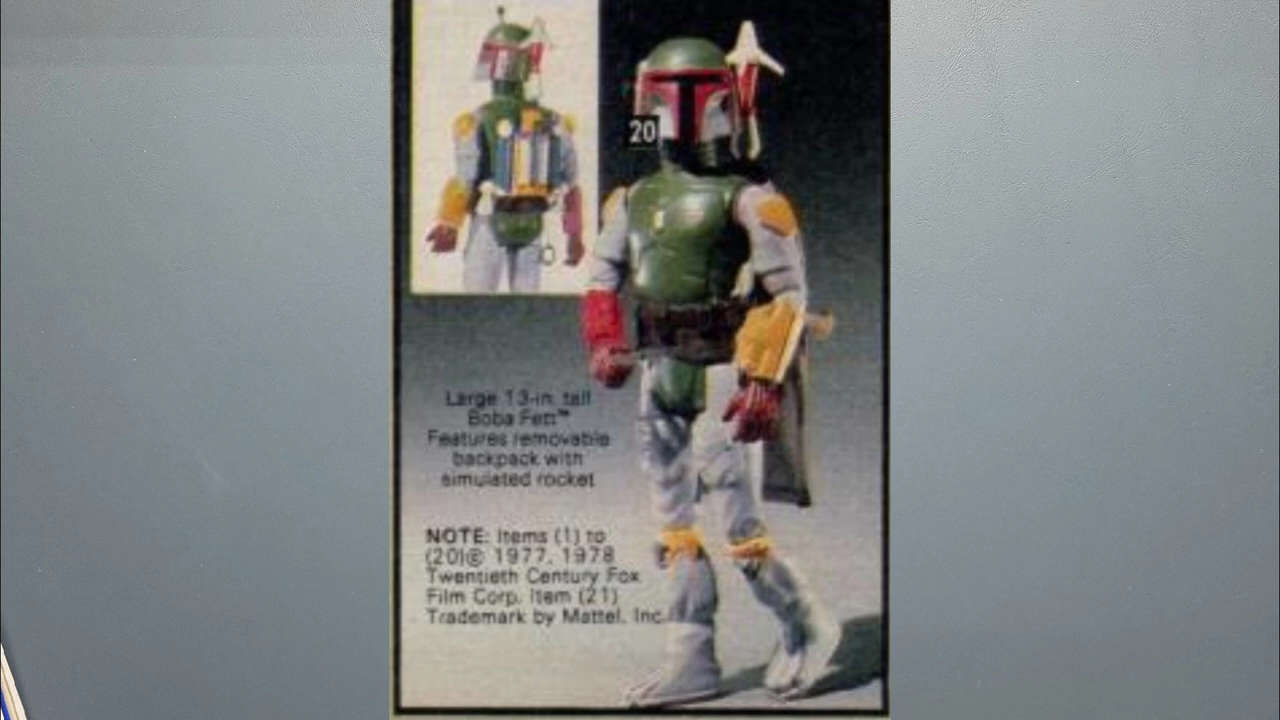 20
Large 13-in. tall
Boba Fett™
Features removable
backpack with
simulated rocket
NOTE: Items (1) to
(20)© 1977, 1978
Twentieth Century Fox
Film Corp. Item (21)
Trademark by Mattel, Inc.